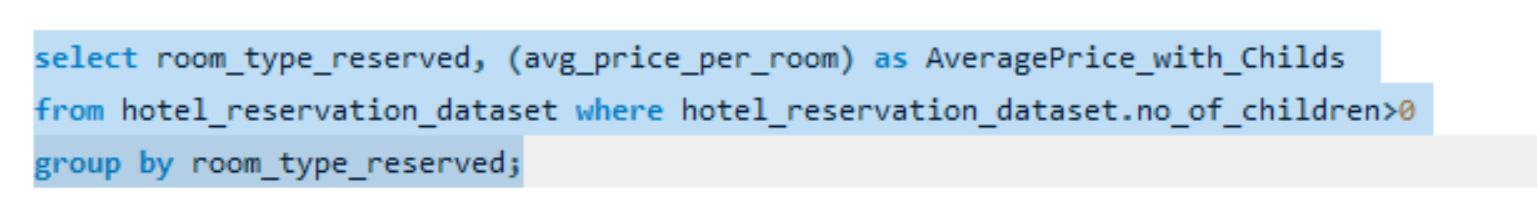 select room_type_reserved, (avg_price_per_room) as AveragePrice_with_Childs
from hotel_reservation_dataset where hotel_reservation_dataset.no_of_children>0
group by room_type_reserved;